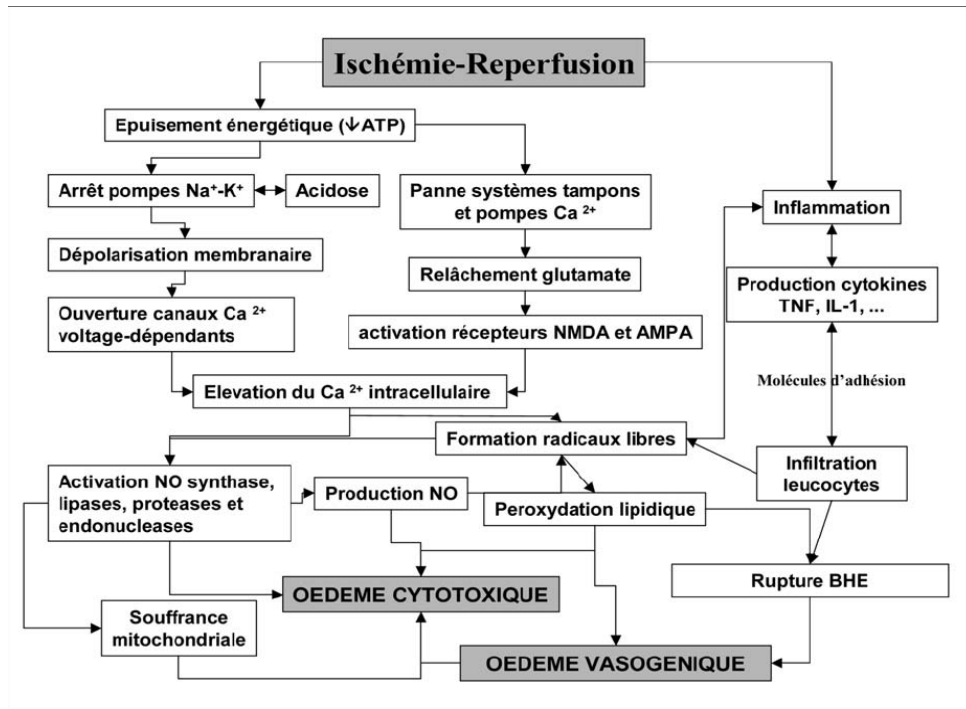 Ischémie-Reperfusion
Epuisement énergétique (↓ATP)
Arrêt pompes Na⁺-K⁺
Acidose
Panne systèmes tampons
et pompes Ca ²⁺
Inflammation
Dépolarisation membranaire
Relâchement glutamate
Production cytokines
TNF, IL-1, ...
Ouverture canaux Ca ²⁺
voltage-dépendants
activation récepteurs NMDA et AMPA
Molécules d'adhésion
Elevation du Ca ²⁺ intracellulaire
Formation radicaux libres
Infiltration
leucocytes
Activation NO synthase,
lipases, proteases et
endonucleases
Production NO
Peroxydation lipidique
Rupture BHE
OEDEME CYTOTOXIQUE
Souffrance
mitochondriale
OEDEME VASOGENIQUE